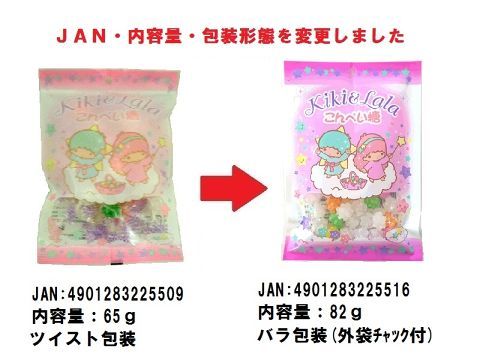 JAN・内容量・包装形態を変更しました
Kiki&Lala
こんぺい糖
Kiki&Lala
こんぺい糖
JAN:4901283225509
内容量:65g
ツイスト包装
JAN:4901283225516
内容量:82g
バラ包装(外袋ﾁｬｯｸ付)